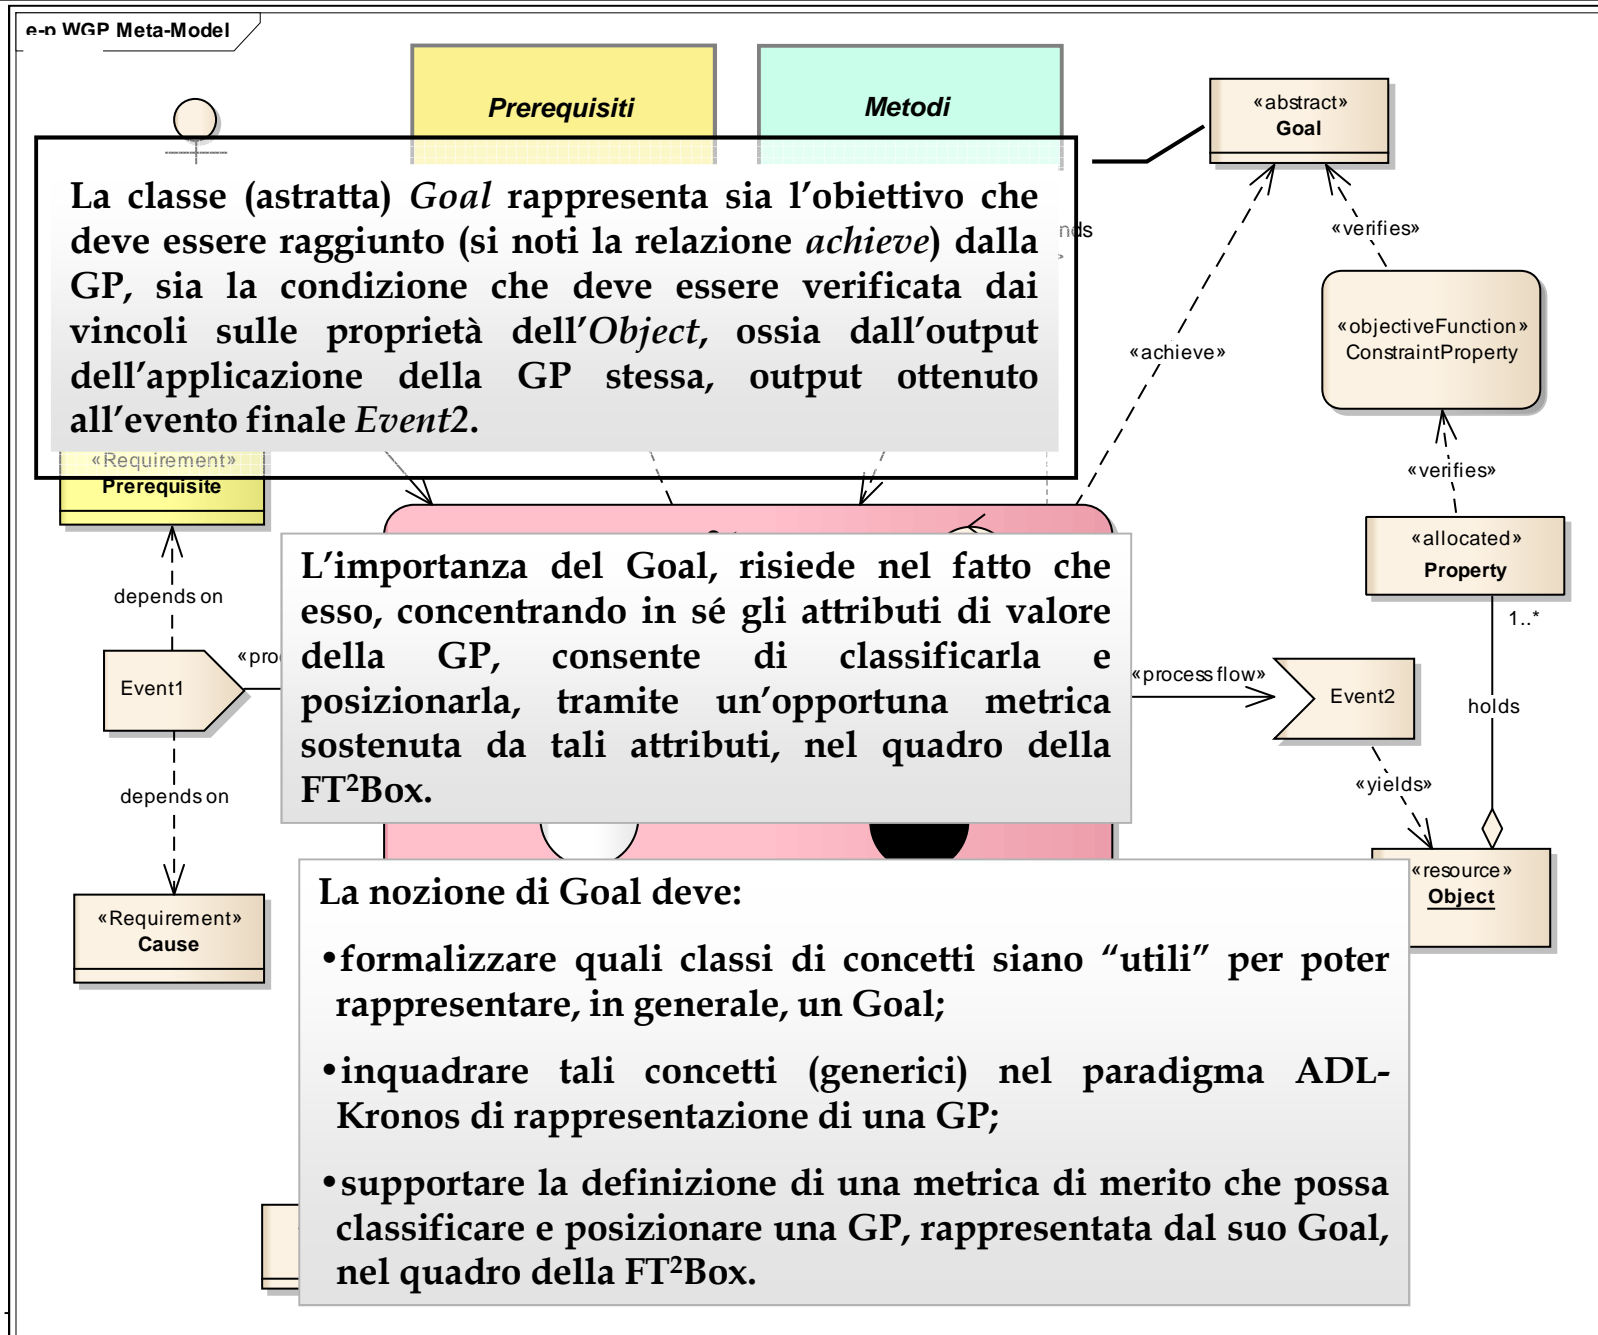 e-p WGP Meta-Model
Prerequisiti
Metodi
«abstract»
Goal
La classe (astratta) Goal rappresenta sia l’obiettivo che
deve essere raggiunto (si noti la relazione achieve) dalla
GP, sia la condizione che deve essere verificata dai
vincoli sulle proprietà dell’Object, ossia dall’output
dell’applicazione della GP stessa, output ottenuto
all’evento finale Event2.
«verifies»
«objectiveFunction»
ConstraintProperty
«achieve»
«verifies»
«Requirement»
Prerequisite
«allocated»
Property
1..*
depends on
L’importanza del Goal, risiede nel fatto che
esso, concentrando in sé gli attributi di valore
della GP, consente di classificarla e
posizionarla, tramite un’opportuna metrica
sostenuta da tali attributi, nel quadro della
FT²Box.
Event1
«process flow»
Event2
holds
depends on
«yields»
«resource»
Object
«Requirement»
Cause
La nozione di Goal deve:
•formalizzare quali classi di concetti siano “utili” per poter
rappresentare, in generale, un Goal;
•inquadrare tali concetti (generici) nel paradigma ADL-
Kronos di rappresentazione di una GP;
•supportare la definizione di una metrica di merito che possa
classificare e posizionare una GP, rappresentata dal suo Goal,
nel quadro della FT²Box.